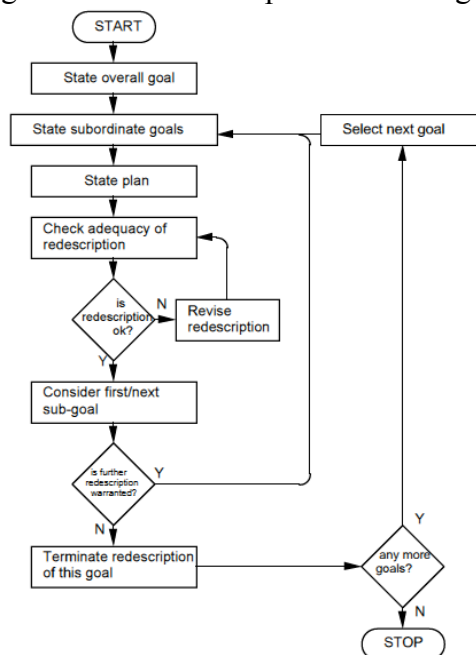 START
State overall goal
State subordinate goals
Select next goal
State plan
Check adequacy of
redescription
is
redescription
ok?
N
Revise
redescription
Y
Consider first/next
sub-goal
is further
redescription
warranted?
Y
N
Terminate redescription
of this goal
any more
goals?
Y
N
STOP